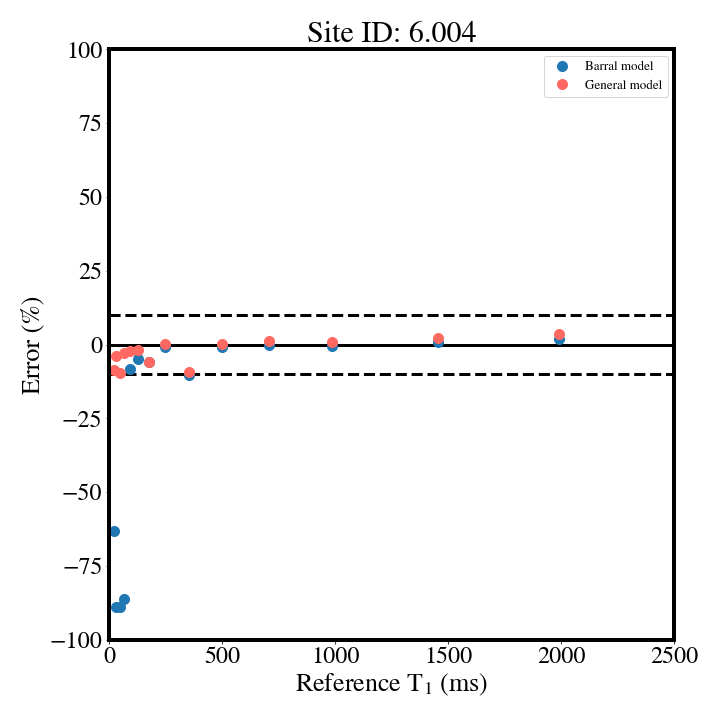 Site ID: 6.004
Barral model
General model
100
75
50
25
0
−25
−50
−75
−100
Error (%)
0 500 1000 1500 2000 2500
Reference T₁ (ms)